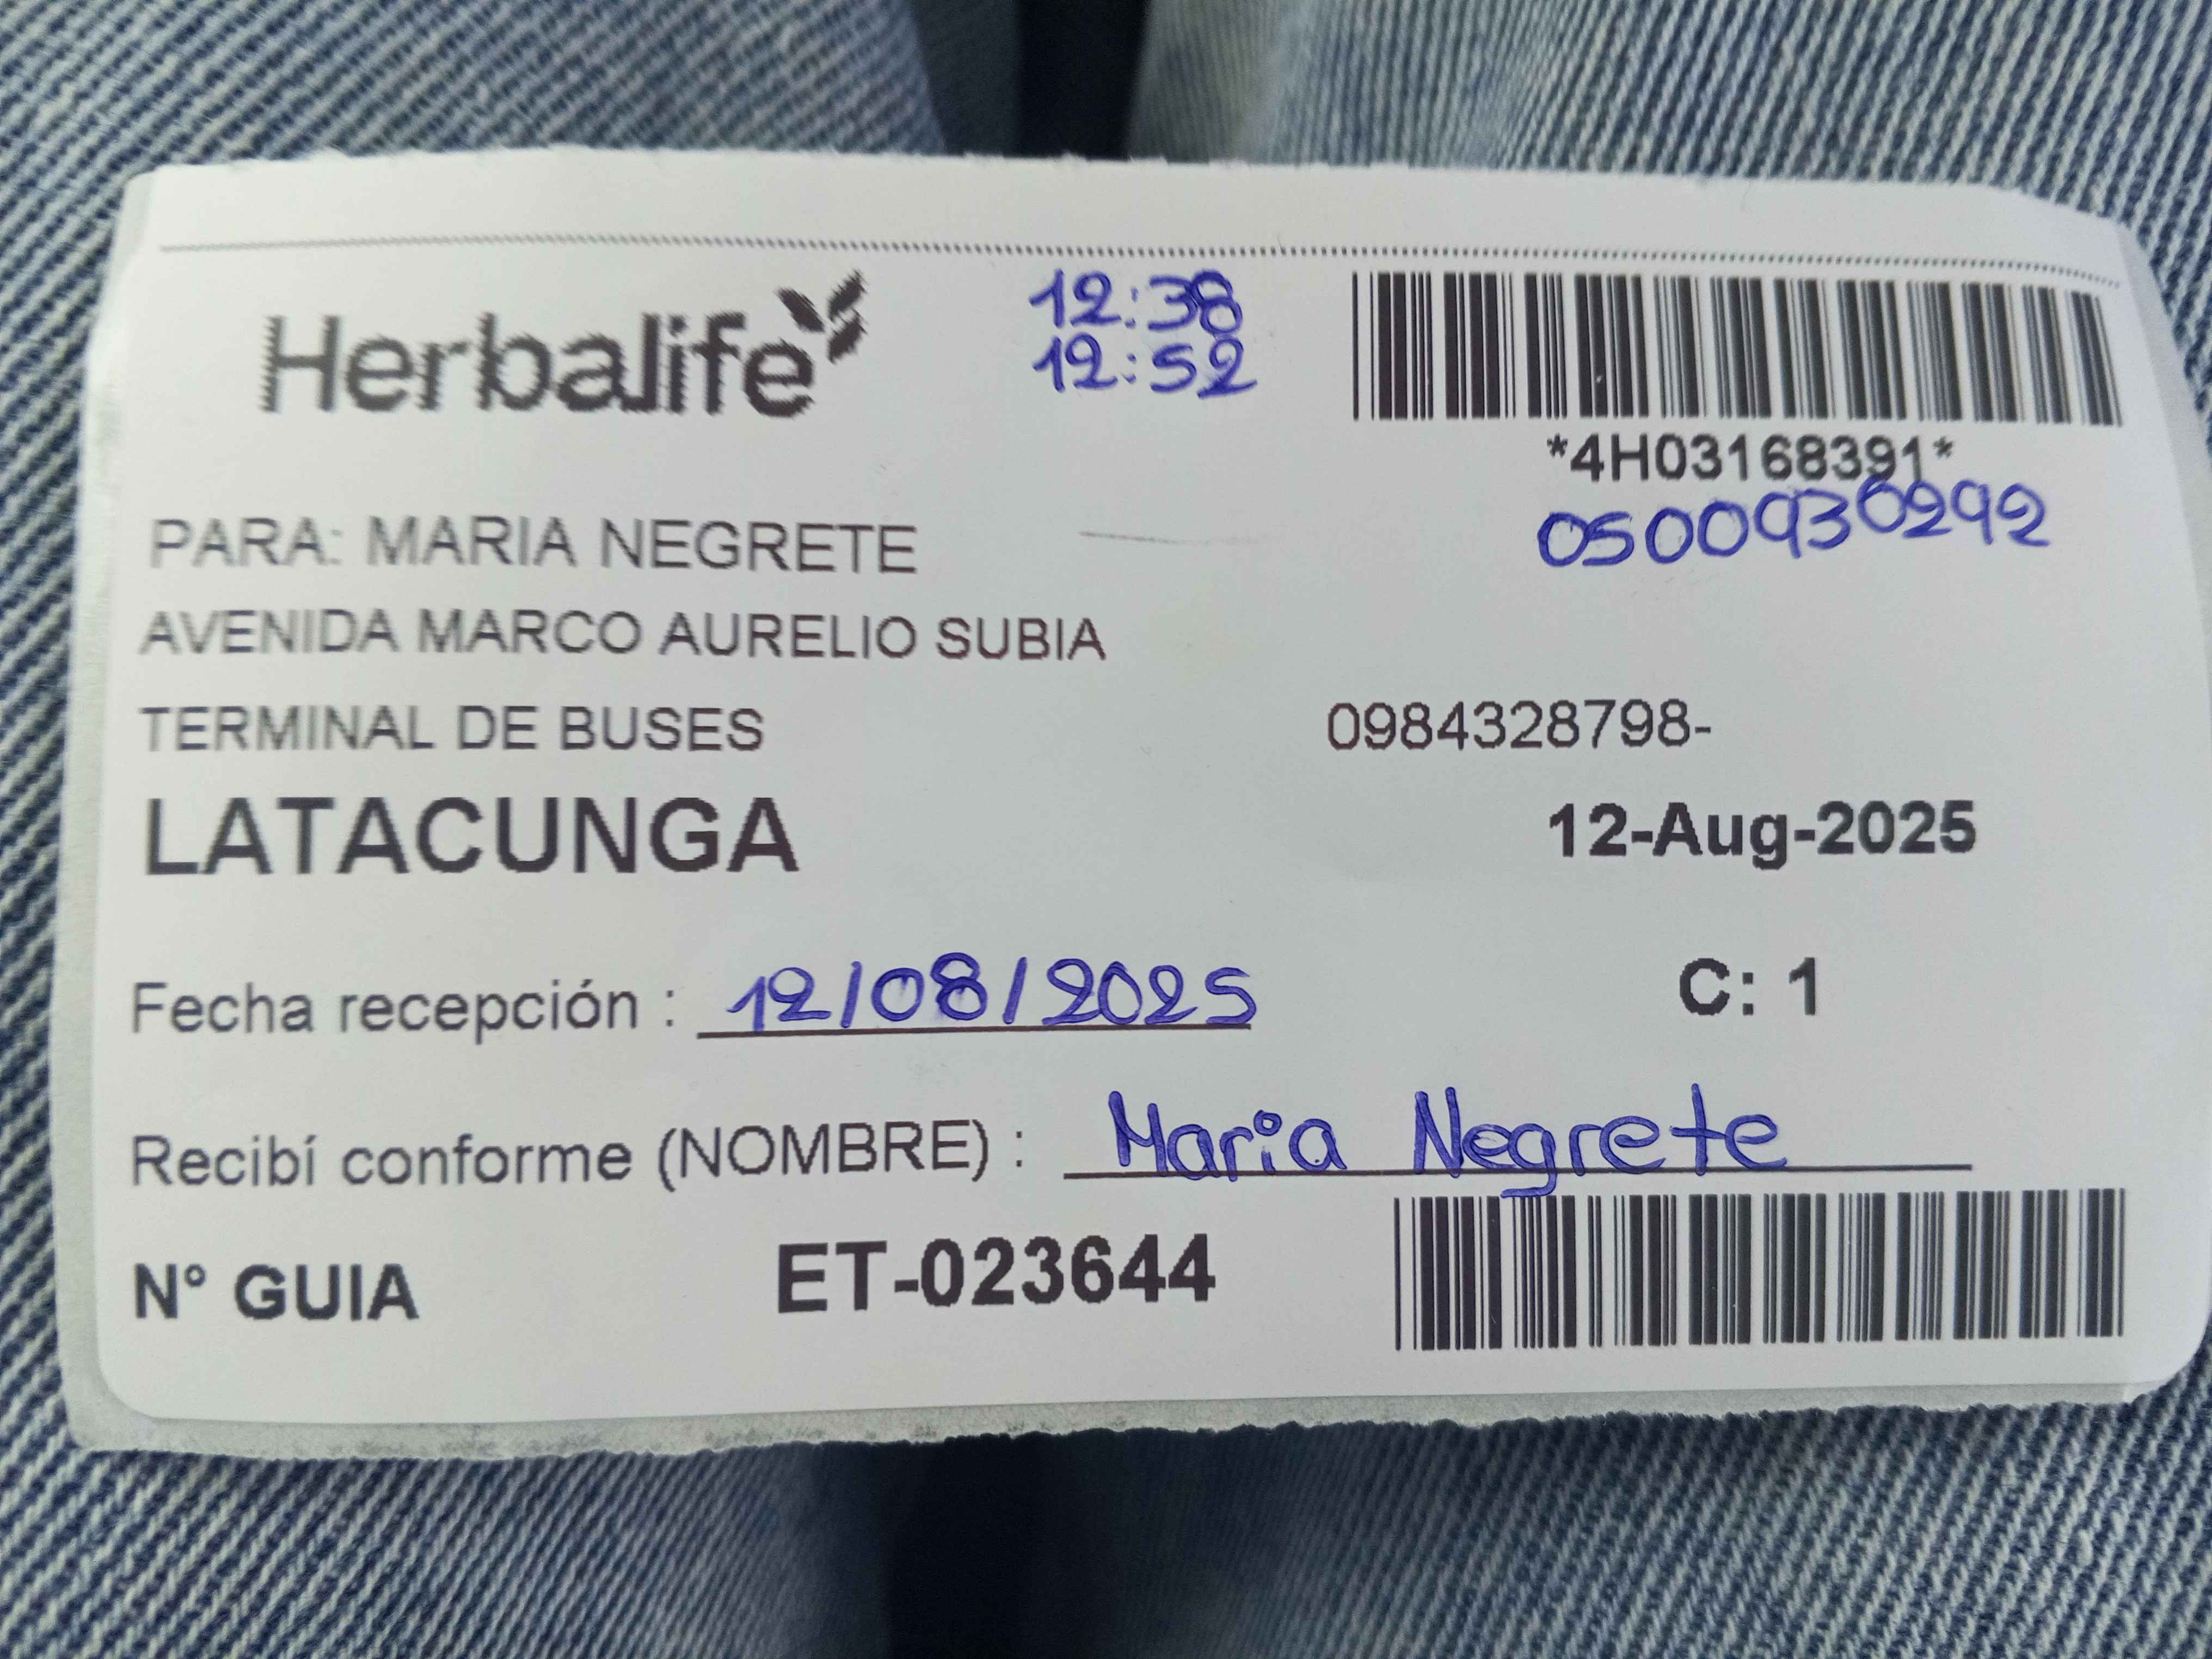 Herbalife
12:38
12:52
*4H03168391*
0500930292
PARA: MARIA NEGRETE
AVENIDA MARCO AURELIO SUBIA
TERMINAL DE BUSES 0984328798-
LATACUNGA 12-Aug-2025
Fecha recepción : 12/08/2025 C: 1
Recibí conforme (NOMBRE) : Maria Negrete
N° GUIA ET-023644